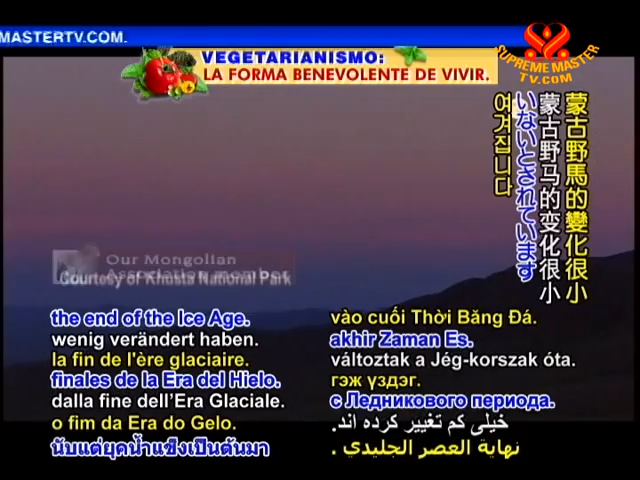 MASTERTV.COM.
VEGETARIANISMO:
LA FORMA BENEVOLENTE DE VIVIR.
SUPREME MASTER
TV.COM
蒙古野馬的變化很小
蒙古野马的变化很小
いないとされています
여겨집니다
Our Mongolian
Association member
Courtesy of Khusta National Park
the end of the Ice Age.
wenig verändert haben.
la fin de l'ère glaciaire.
finales de la Era del Hielo.
dalla fine dell'Era Glaciale.
o fim da Era do Gelo.
นับแต่ยุคน้ำแข็งเป็นต้นมา
vào cuối Thời Băng Đá.
akhir Zaman Es.
változtak a Jég-korszak óta.
гэж үздэг.
с Ледникового периода.
خیلی کم تغییر کرده اند.
نهاية العصر الجليدي .